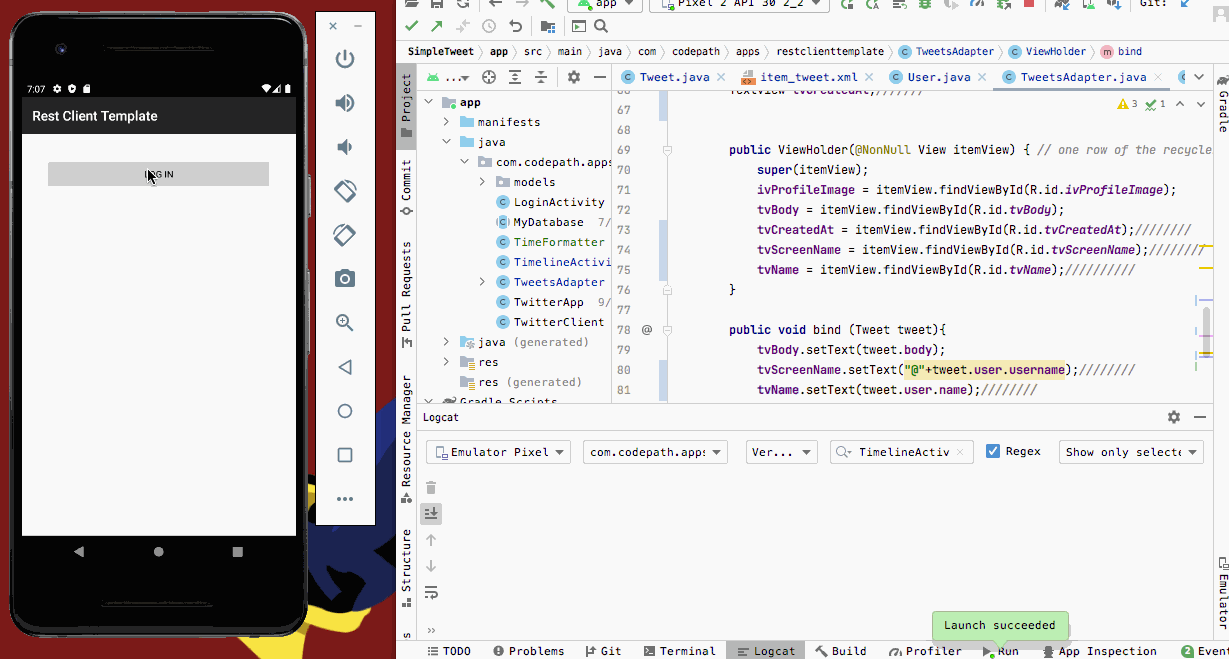 7:07
Rest Client Template
LOG IN
app
Pixel 2 API 30 2_2
Git:
SimpleTweet
app
src
main
java
com
codepath
apps
restclienttemplate
TweetsAdapter
ViewHolder
bind
Project
Commit
Pull Requests
Resource Manager
Structure
...
app
manifests
java
com.codepath.apps
models
LoginActivity
MyDatabase 7/
TimeFormatter
TimelineActivi
TweetsAdapter
TwitterApp 9/
TwitterClient
java (generated)
res
res (generated)
Gradle Scripts
Tweet.java
item_tweet.xml
User.java
TweetsAdapter.java
3
1
66 TextView tvCreatedAt;///////
67
68
69 public ViewHolder(@NonNull View itemView) { // one row of the recycle
70 super(itemView);
71 ivProfileImage = itemView.findViewById(R.id.ivProfileImage);
72 tvBody = itemView.findViewById(R.id.tvBody);
73 tvCreatedAt = itemView.findViewById(R.id.tvCreatedAt);////////
74 tvScreenName = itemView.findViewById(R.id.tvScreenName);////////
75 tvName = itemView.findViewById(R.id.tvName);//////////
76 }
77
78 @ public void bind (Tweet tweet){
79 tvBody.setText(tweet.body);
80 tvScreenName.setText("@"+tweet.user.username);////////
81 tvName.setText(tweet.user.name);////////
Gradle
Emulator
Logcat
Emulator Pixel
com.codepath.apps
Ver...
TimelineActiv
Regex
Show only selecte
Launch succeeded
TODO
Problems
Git
Terminal
Logcat
Build
Profiler
Run
App Inspection
2 Event